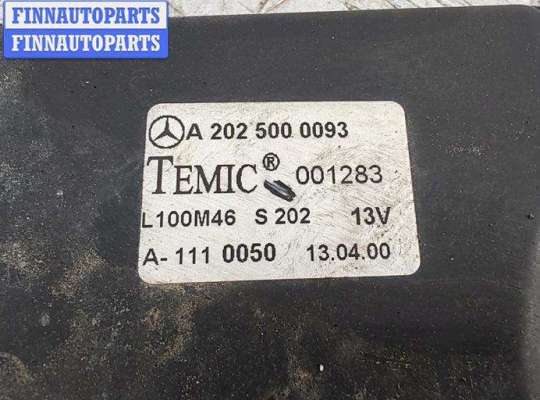 FINNAUTOPARTS
FINNAUTOPARTS
A 202 500 0093
TEMIC® 001283
L100M46 S 202 13V
A- 111 0050 13.04.00